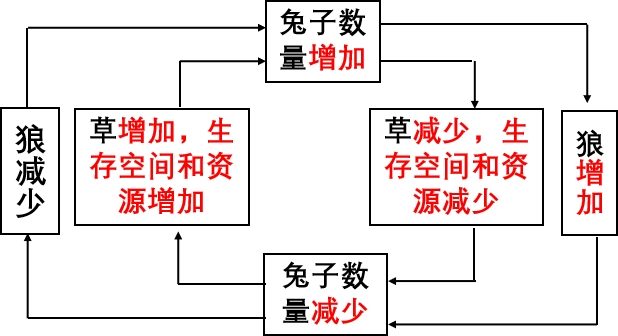 兔子数
量增加
狼
减
少
草增加，生
存空间和资
源增加
草减少，生
存空间和资
源减少
狼
增
加
兔子数
量减少